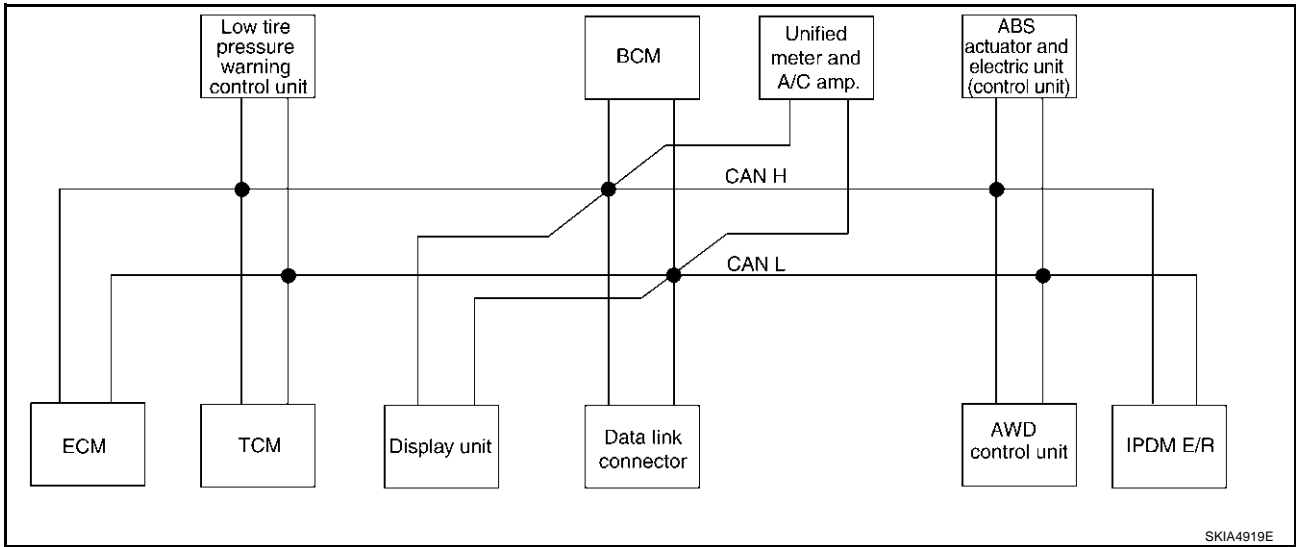 Low tire
pressure
warning
control unit
BCM
Unified
meter and
A/C amp.
ABS
actuator and
electric unit
(control unit)
CAN H
CAN L
ECM
TCM
Display unit
Data link
connector
AWD
control unit
IPDM E/R
SKIA4919E